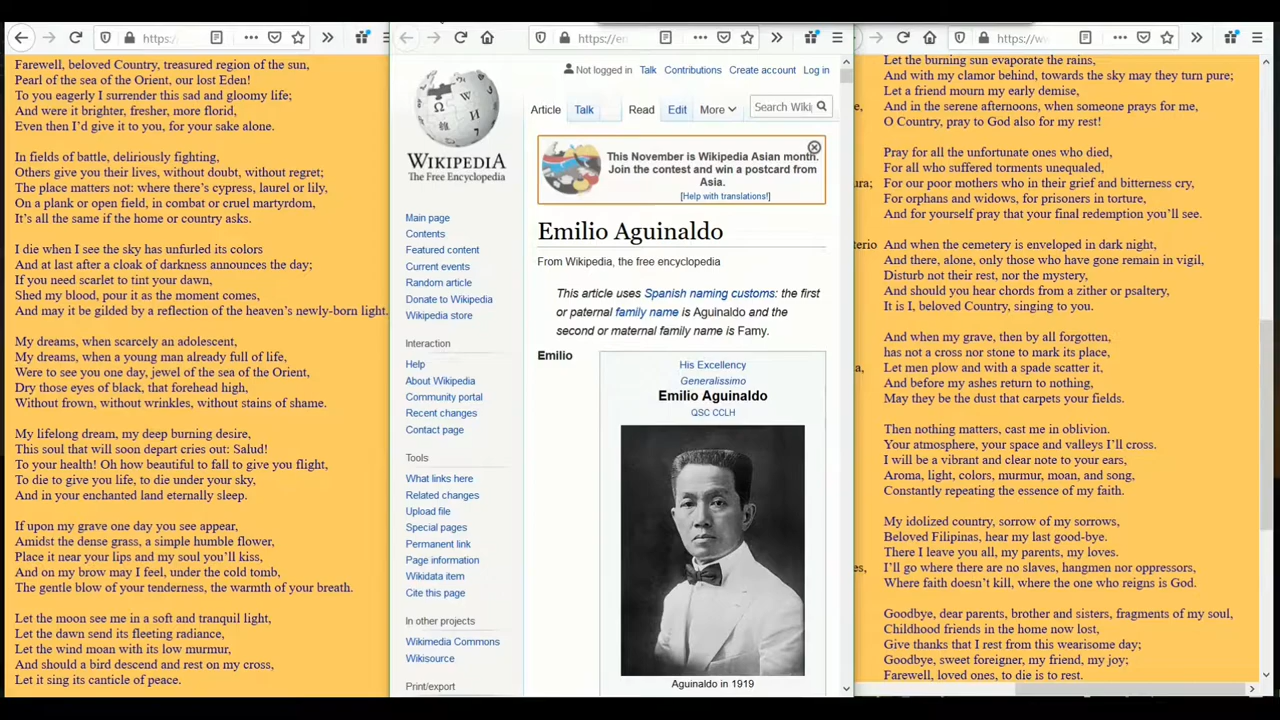 https://
Farewell, beloved Country, treasured region of the sun,
Pearl of the sea of the Orient, our lost Eden!
To you eagerly I surrender this sad and gloomy life;
And were it brighter, fresher, more florid,
Even then I'd give it to you, for your sake alone.
In fields of battle, deliriously fighting,
Others give you their lives, without doubt, without regret;
The place matters not: where there's cypress, laurel or lily,
On a plank or open field, in combat or cruel martyrdom,
It's all the same if the home or country asks.
I die when I see the sky has unfurled its colors
And at last after a cloak of darkness announces the day;
If you need scarlet to tint your dawn,
Shed my blood, pour it as the moment comes,
And may it be gilded by a reflection of the heaven's newly-born light.
My dreams, when scarcely an adolescent,
My dreams, when a young man already full of life,
Were to see you one day, jewel of the sea of the Orient,
Dry those eyes of black, that forehead high,
Without frown, without wrinkles, without stains of shame.
My lifelong dream, my deep burning desire,
This soul that will soon depart cries out: Salud!
To your health! Oh how beautiful to fall to give you flight,
To die to give you life, to die under your sky,
And in your enchanted land eternally sleep.
If upon my grave one day you see appear,
Amidst the dense grass, a simple humble flower,
Place it near your lips and my soul you'll kiss,
And on my brow may I feel, under the cold tomb,
The gentle blow of your tenderness, the warmth of your breath.
Let the moon see me in a soft and tranquil light,
Let the dawn send its fleeting radiance,
Let the wind moan with its low murmur,
And should a bird descend and rest on my cross,
Let it sing its canticle of peace.
https://en
Not logged in Talk Contributions Create account Log in
Article Talk Read Edit More Search Wiki
WIKIPEDIA
The Free Encyclopedia
Main page
Contents
Featured content
Current events
Random article
Donate to Wikipedia
Wikipedia store
Interaction
Help
About Wikipedia
Community portal
Recent changes
Contact page
Tools
What links here
Related changes
Upload file
Special pages
Permanent link
Page information
Wikidata item
Cite this page
In other projects
Wikimedia Commons
Wikisource
Print/export
This November is Wikipedia Asian month.
Join the contest and win a postcard from
Asia.
[Help with translations!]
Emilio Aguinaldo
From Wikipedia, the free encyclopedia
This article uses Spanish naming customs: the first
or paternal family name is Aguinaldo and the
second or maternal family name is Famy.
Emilio
His Excellency
Generalissimo
Emilio Aguinaldo
QSC CCLH
Aguinaldo in 1919
https://w
Let the burning sun evaporate the rains,
And with my clamor behind, towards the sky may they turn pure;
Let a friend mourn my early demise,
And in the serene afternoons, when someone prays for me,
O Country, pray to God also for my rest!
Pray for all the unfortunate ones who died,
For all who suffered torments unequaled,
ura; For our poor mothers who in their grief and bitterness cry,
For orphans and widows, for prisoners in torture,
And for yourself pray that your final redemption you'll see.
terio And when the cemetery is enveloped in dark night,
And there, alone, only those who have gone remain in vigil,
Disturb not their rest, nor the mystery,
And should you hear chords from a zither or psaltery,
It is I, beloved Country, singing to you.
And when my grave, then by all forgotten,
has not a cross nor stone to mark its place,
a, Let men plow and with a spade scatter it,
And before my ashes return to nothing,
May they be the dust that carpets your fields.
Then nothing matters, cast me in oblivion.
Your atmosphere, your space and valleys I'll cross.
I will be a vibrant and clear note to your ears,
Aroma, light, colors, murmur, moan, and song,
Constantly repeating the essence of my faith.
My idolized country, sorrow of my sorrows,
Beloved Filipinas, hear my last good-bye.
There I leave you all, my parents, my loves.
es, I'll go where there are no slaves, hangmen nor oppressors,
Where faith doesn't kill, where the one who reigns is God.
Goodbye, dear parents, brother and sisters, fragments of my soul,
Childhood friends in the home now lost,
Give thanks that I rest from this wearisome day;
Goodbye, sweet foreigner, my friend, my joy;
Farewell, loved ones, to die is to rest.